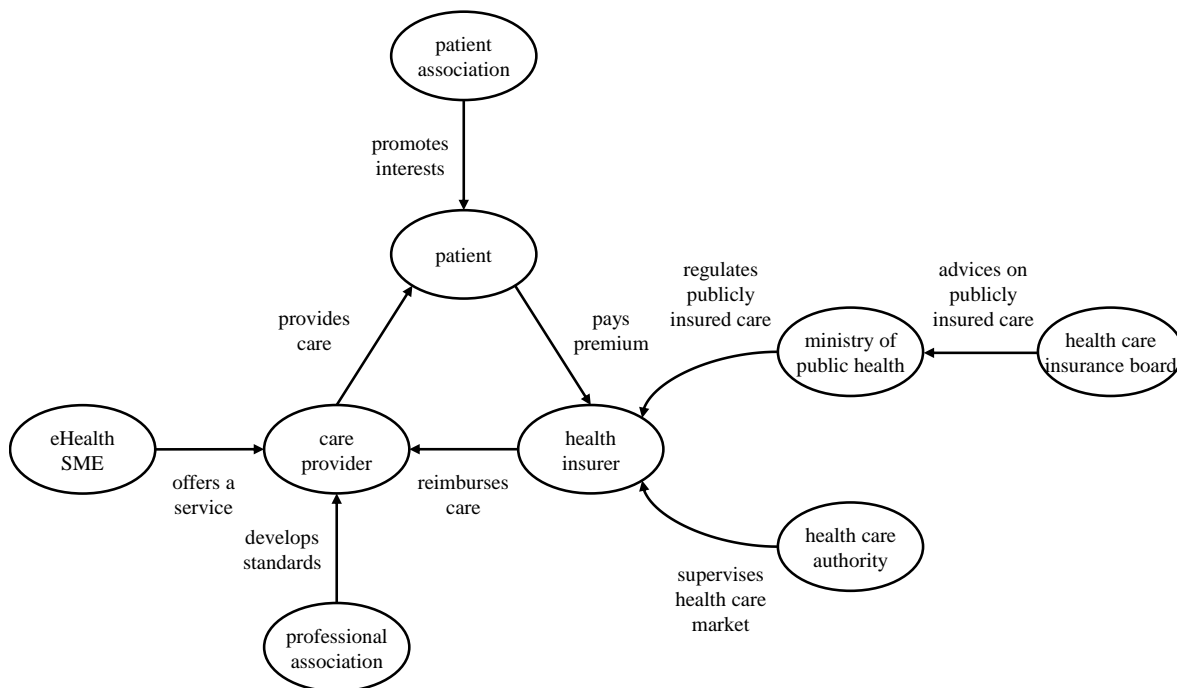 patient
association
promotes
interests
patient
regulates
publicly
insured care
advices on
publicly
insured care
provides
care
pays
premium
ministry of
public health
health care
insurance board
eHealth
SME
care
provider
health
insurer
offers a
service
reimburses
care
develops
standards
health care
authority
supervises
health care
market
professional
association